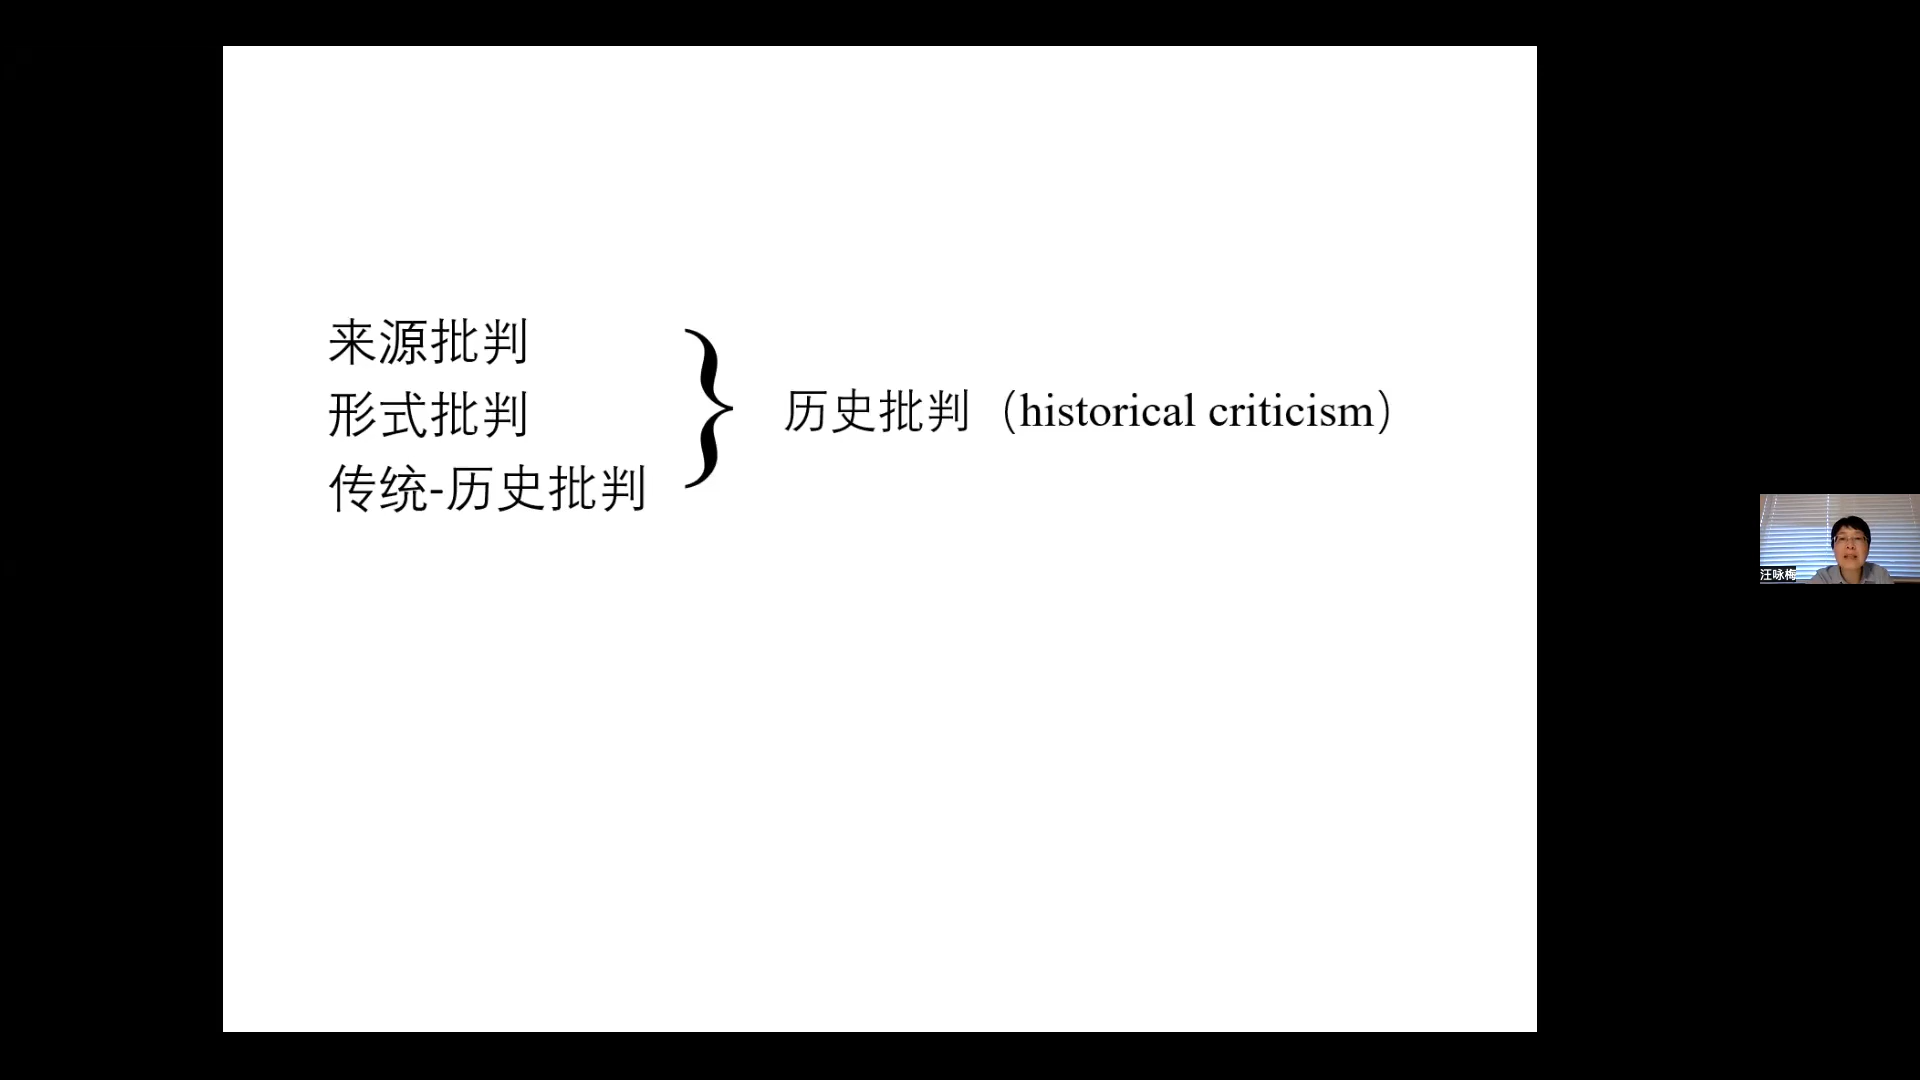 来源批判
形式批判
传统-历史批判
历史批判（historical criticism）
汪咏梅